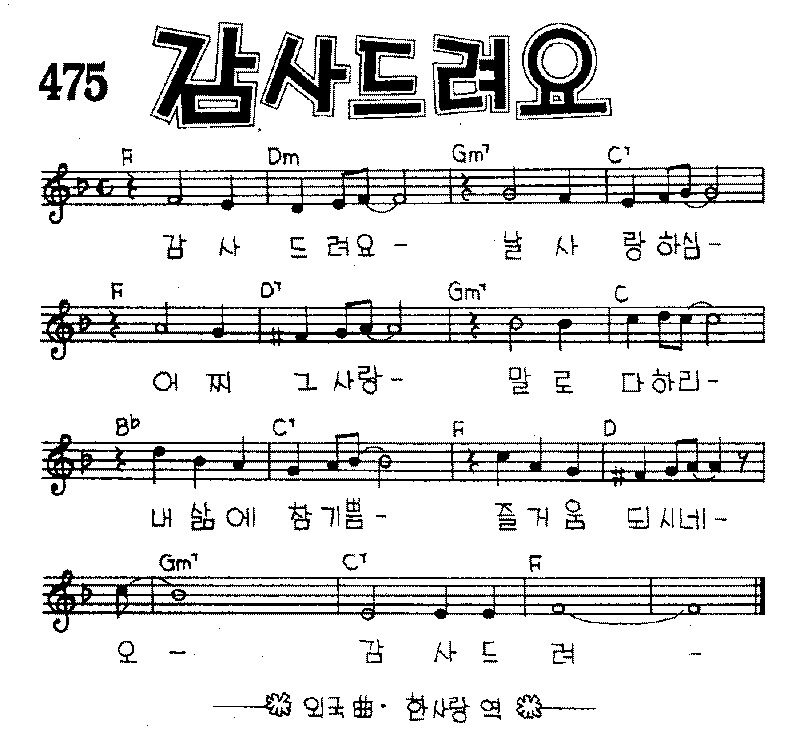 475 감사드려요
F Dm Gm7 C7
감 사 드 려요 - 날 사 랑 하심 -
F D7 Gm7 C
어 찌 그 사랑 - 말 로 다 하리 -
B♭ C7 F D
내 삶 에 참 기쁨 - 즐 거 움 되 시네 -
Gm7 C7 F
오 - 감 사 드 려 -
외국 曲 · 한사랑 역